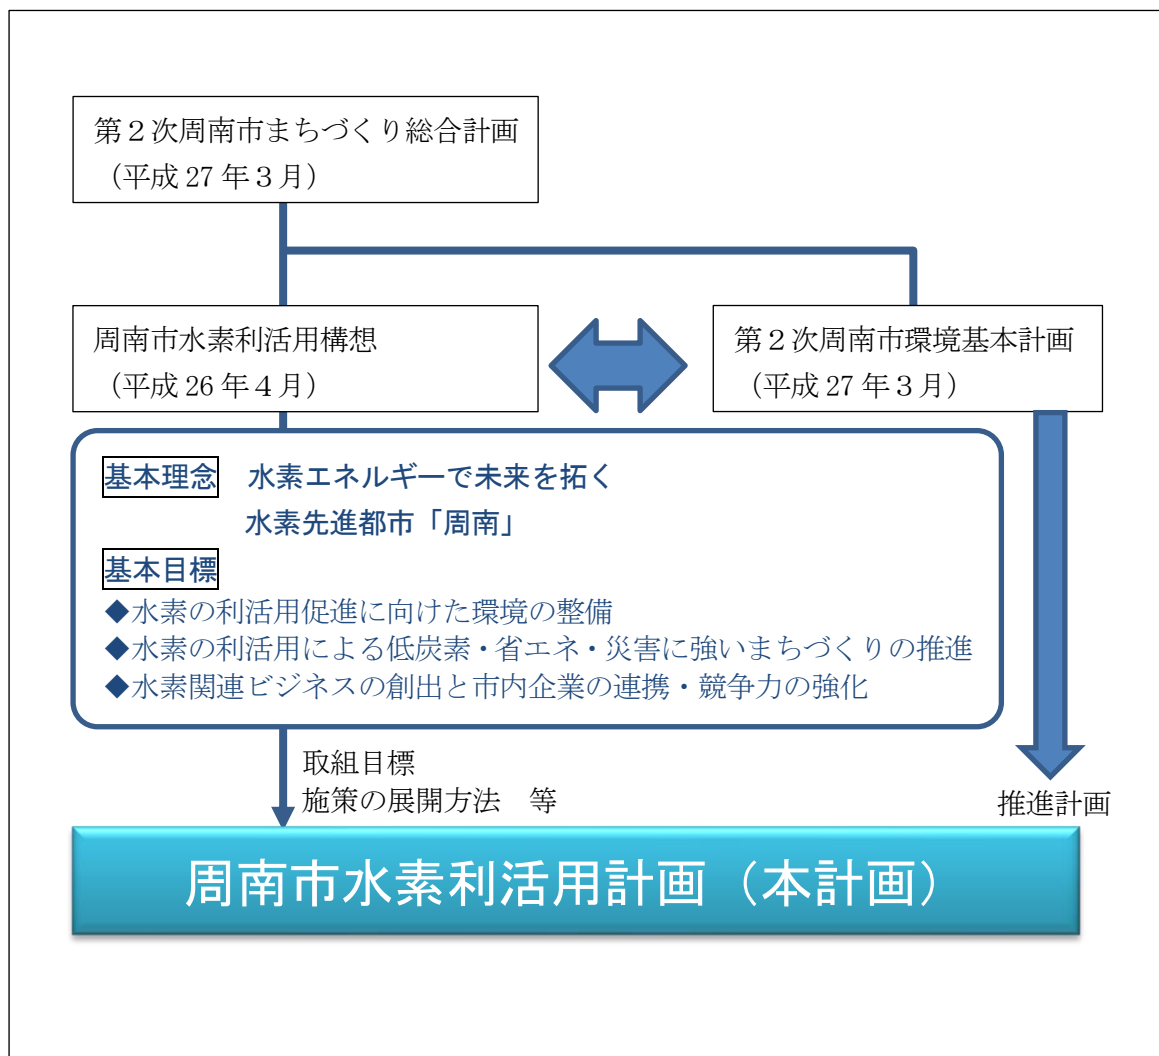 第２次周南市まちづくり総合計画
（平成 27 年３月）
周南市水素利活用構想
（平成 26 年４月）
第２次周南市環境基本計画
（平成 27 年３月）
基本理念　水素エネルギーで未来を拓く
水素先進都市「周南」
基本目標
◆水素の利活用促進に向けた環境の整備
◆水素の利活用による低炭素・省エネ・災害に強いまちづくりの推進
◆水素関連ビジネスの創出と市内企業の連携・競争力の強化
取組目標
施策の展開方法　等
推進計画
周南市水素利活用計画（本計画）